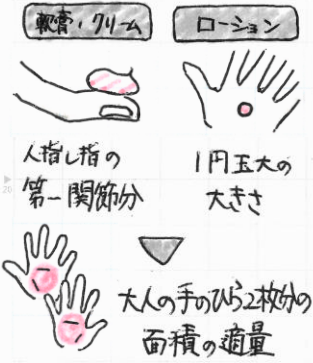 軟膏・クリーム
人指し指の
第一関節分
ローション
1円玉大の
大きさ
大人の手のひら2枚分の
面積の適量